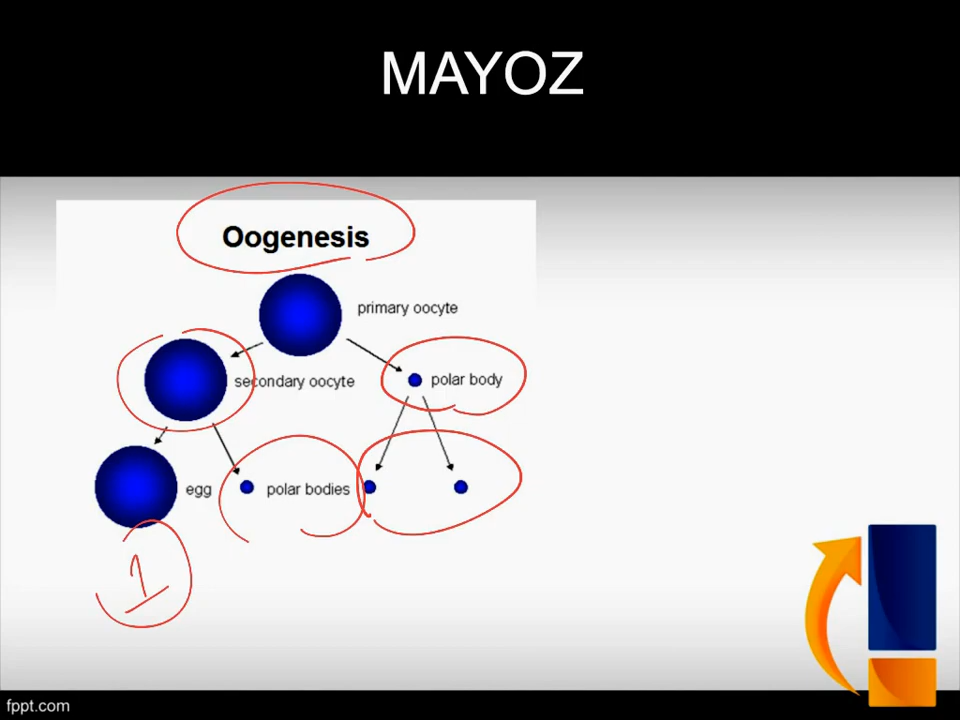 MAYOZ
Oogenesis
primary oocyte
secondary oocyte
polar body
egg
polar bodies
1
fppt.com